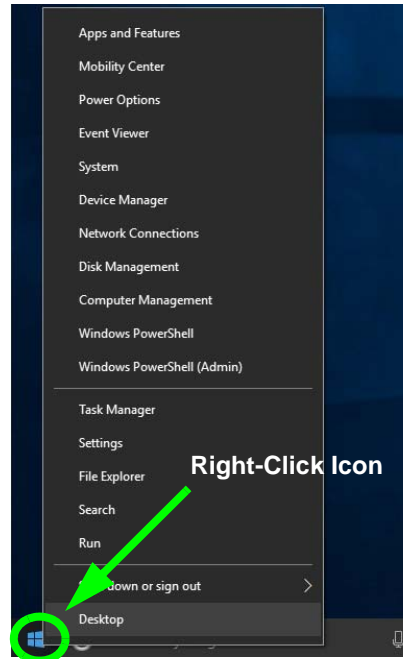 Apps and Features
Mobility Center
Power Options
Event Viewer
System
Device Manager
Network Connections
Disk Management
Computer Management
Windows PowerShell
Windows PowerShell (Admin)
Task Manager
Settings
Right-Click Icon
File Explorer
Search
Run
down or sign out
Desktop